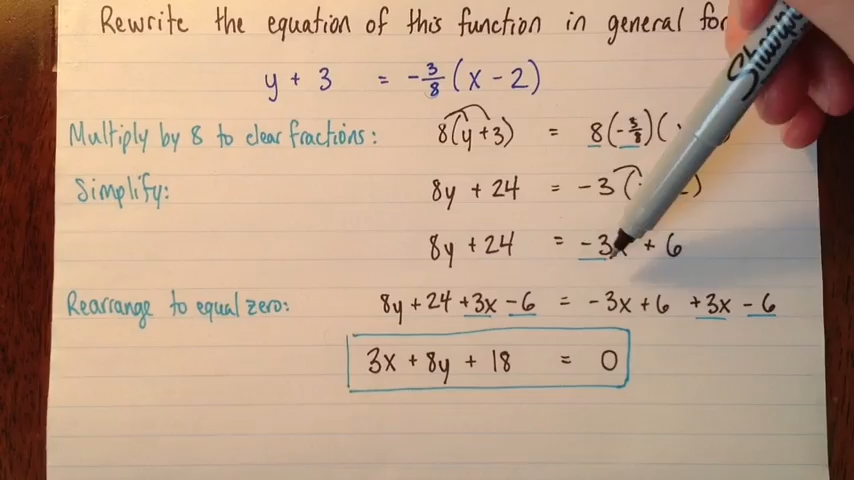 Rewrite the equation of this function in general
y + 3 = -3/8 (x - 2)
Multiply by 8 to clear fractions: 8(y+3) = 8(-3/8)(
Simplify: 8y + 24 = -3(
8y + 24 = -3x + 6
Rearrange to equal zero: 8y + 24 + 3x - 6 = -3x + 6 + 3x - 6
3x + 8y + 18 = 0
Sharpie